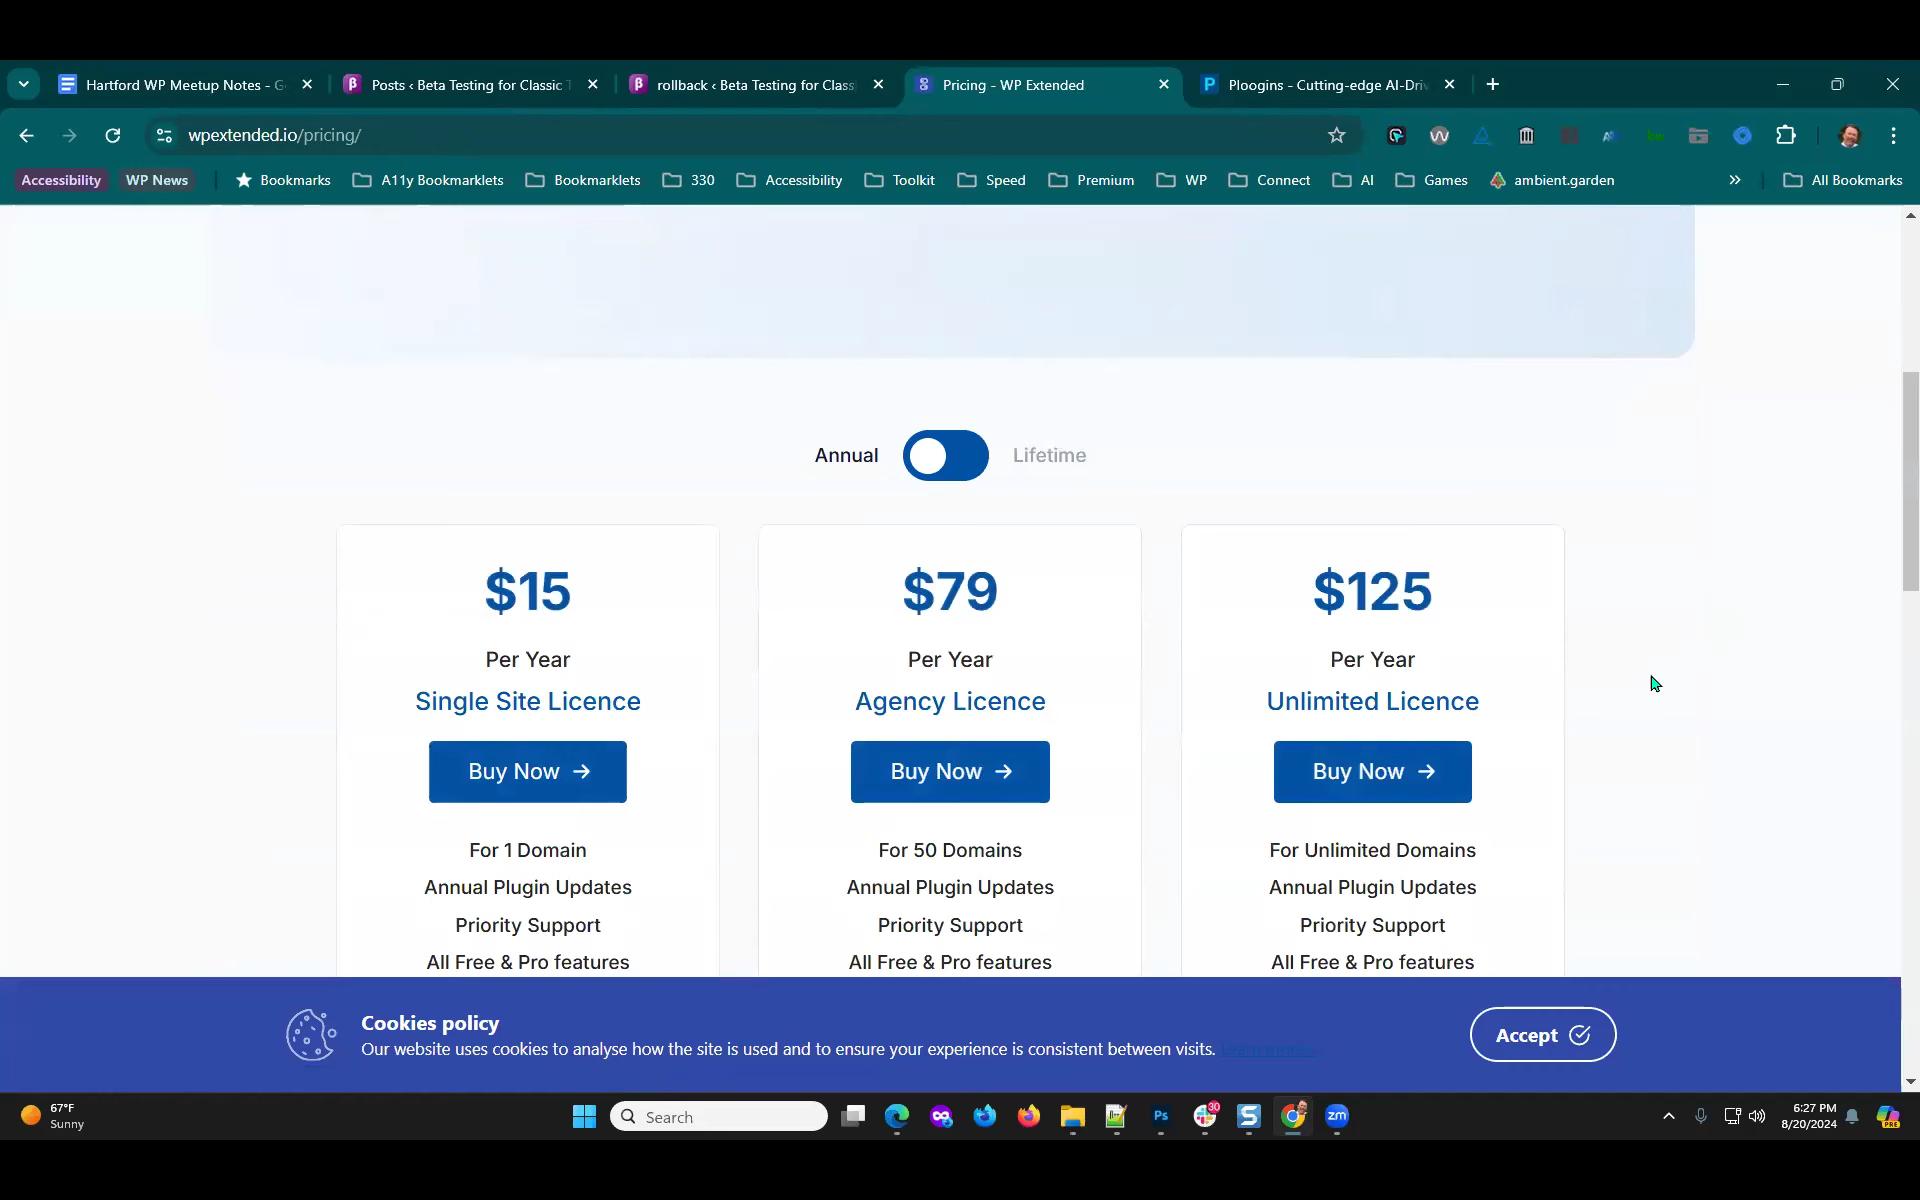 Hartford WP Meetup Notes - G
Posts ‹ Beta Testing for Classic
rollback ‹ Beta Testing for Class
Pricing - WP Extended
Ploogins - Cutting-edge AI-Dri
wpextended.io/pricing/
Accessibility
WP News
Bookmarks
A11y Bookmarklets
Bookmarklets
330
Accessibility
Toolkit
Speed
Premium
WP
Connect
AI
Games
ambient.garden
All Bookmarks
Annual
Lifetime
$15
Per Year
Single Site Licence
Buy Now
For 1 Domain
Annual Plugin Updates
Priority Support
All Free & Pro features
$79
Per Year
Agency Licence
Buy Now
For 50 Domains
Annual Plugin Updates
Priority Support
All Free & Pro features
$125
Per Year
Unlimited Licence
Buy Now
For Unlimited Domains
Annual Plugin Updates
Priority Support
All Free & Pro features
Cookies policy
Our website uses cookies to analyse how the site is used and to ensure your experience is consistent between visits.
Accept
67°F
Sunny
Search
Ps
30
S
zm
6:27 PM
8/20/2024
PRE